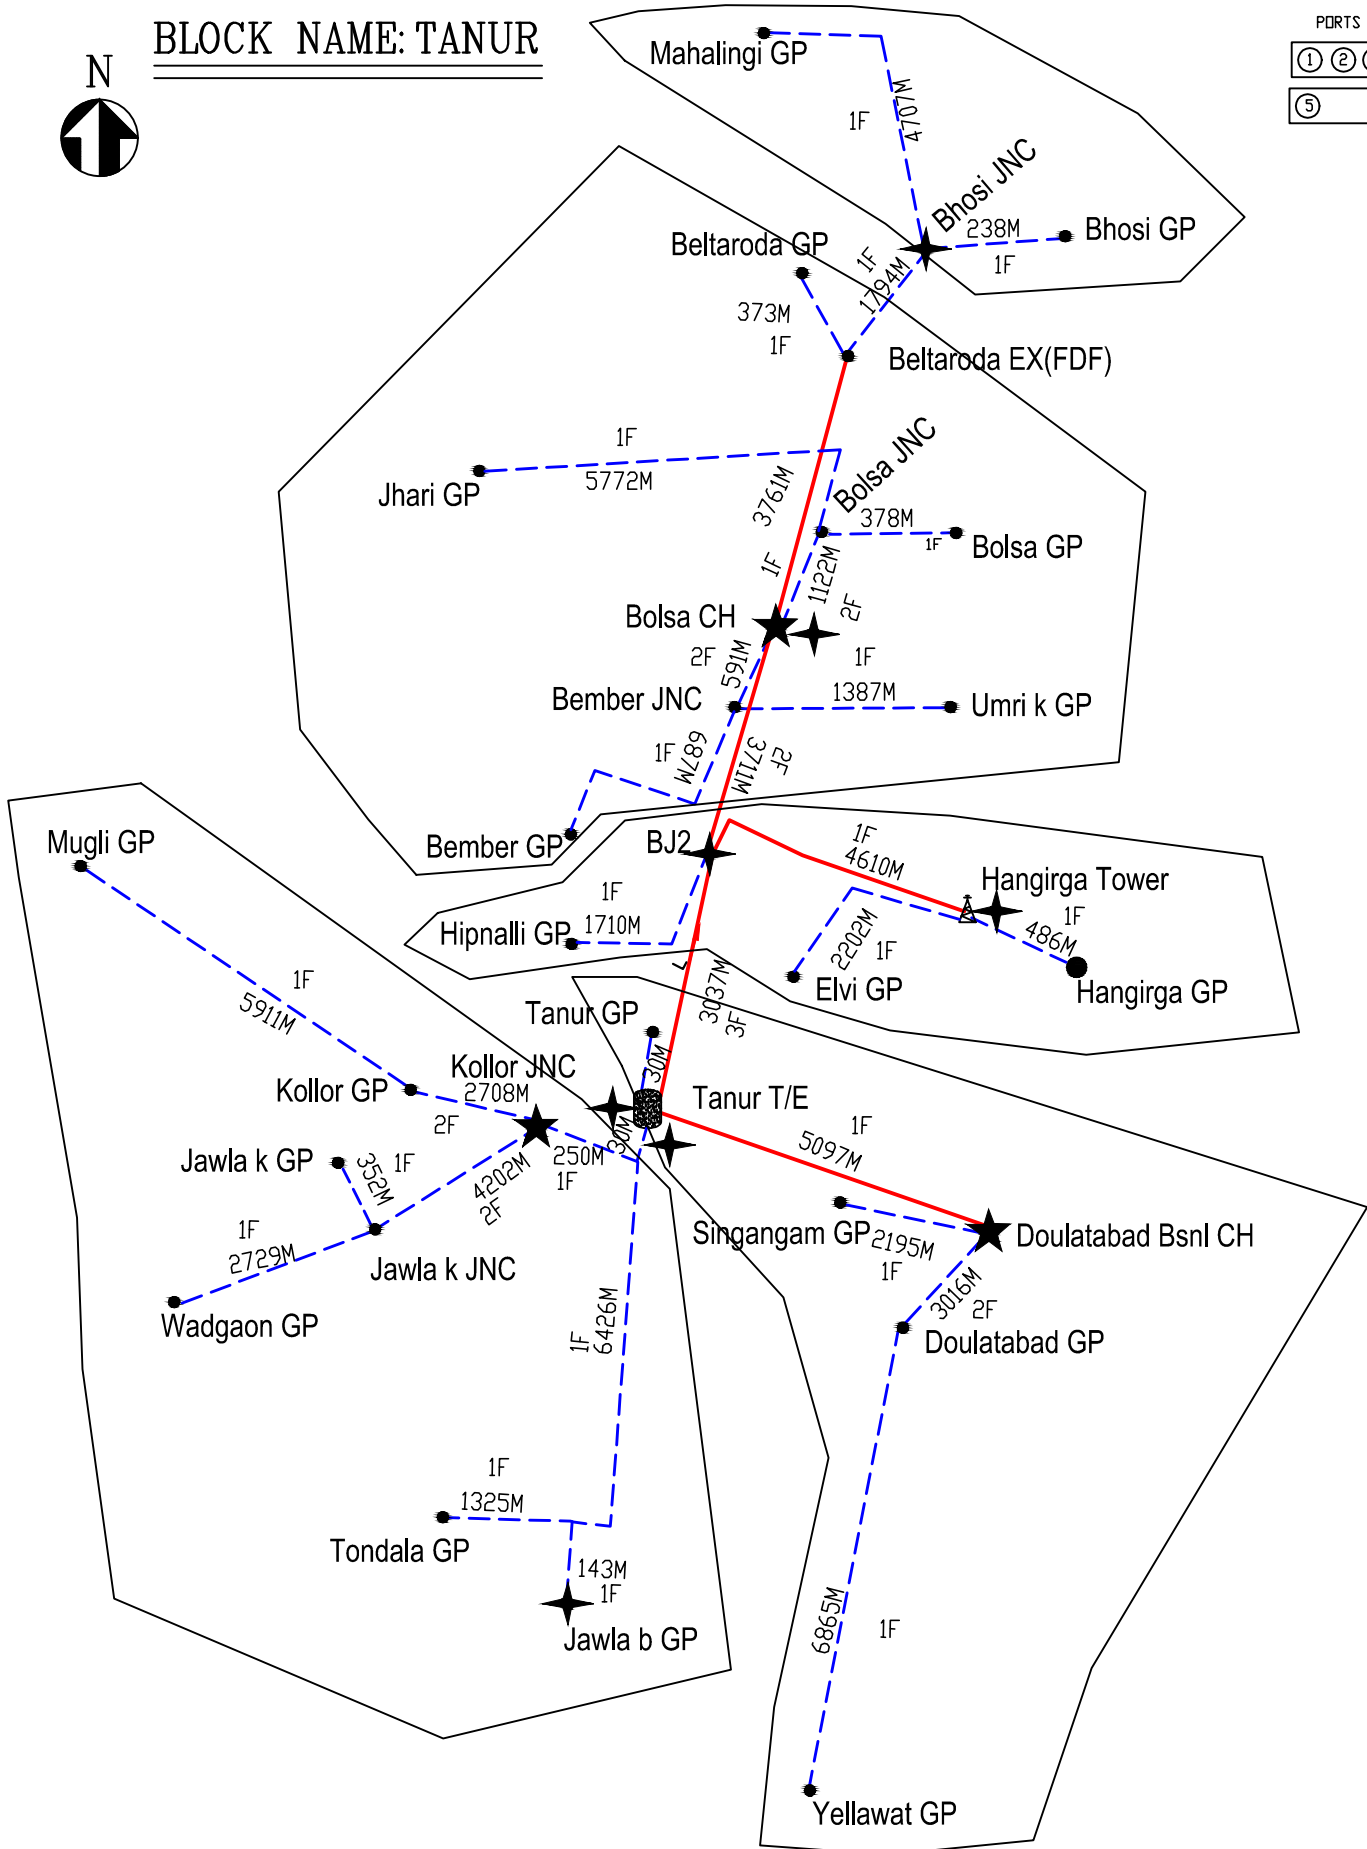 BLOCK NAME: TANUR
PORTS
1 2
5
N
Mahalingi GP
1F
4707M
Bhosi JNC
238M
1F
Bhosi GP
Beltaroda GP
1F
1794M
373M
1F
Beltaroda EX(FDF)
1F
5772M
Jhari GP
3761M
1F
Bolsa JNC
378M
1F
Bolsa GP
1122M
2F
Bolsa CH
2F
591M
1F
1387M
Bember JNC
Umri k GP
1F
687M
2F
3711M
Bember GP
BJ2
1F
4610M
Hangirga Tower
1F
486M
Hangirga GP
Mugli GP
1F
1710M
Hipnalli GP
2202M
1F
Elvi GP
L
3037M
3F
1F
5911M
Tanur GP
30M
Kollor JNC
Kollor GP
2708M
2F
Tanur T/E
30M
1F
5097M
Jawla k GP
352M
1F
4202M
2F
250M
1F
1F
2729M
Jawla k JNC
Wadgaon GP
Singangam GP
2195M
1F
Doulatabad Bsnl CH
3016M
2F
Doulatabad GP
1F
6426M
1F
1325M
Tondala GP
143M
1F
Jawla b GP
6865M
1F
Yellawat GP